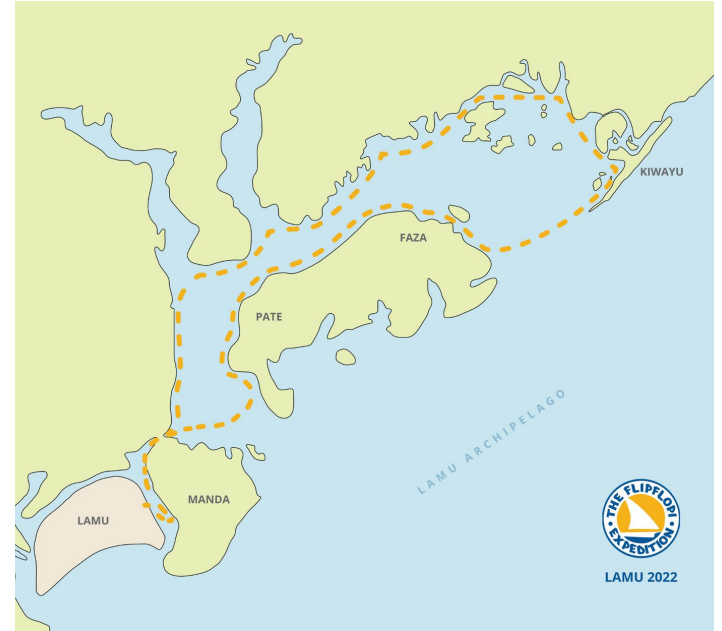 KIWAYU
FAZA
PATE
LAMU ARCHIPELAGO
MANDA
LAMU
THE FLIPFLOPI
EXPEDITION
LAMU 2022